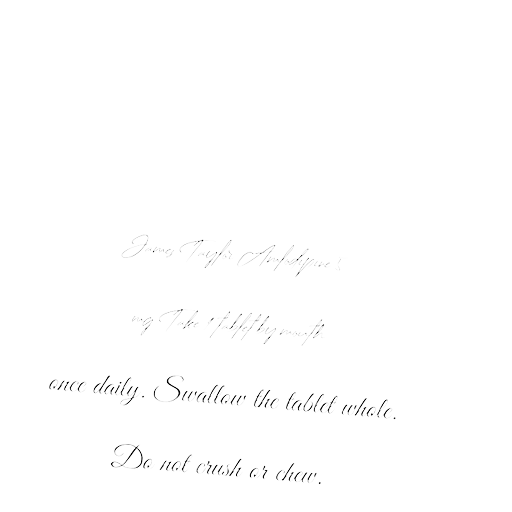 James Taylor Amlodipine
mg Take 1 tablet by mouth
once daily. Swallow the tablet whole.
Do not crush or chew.